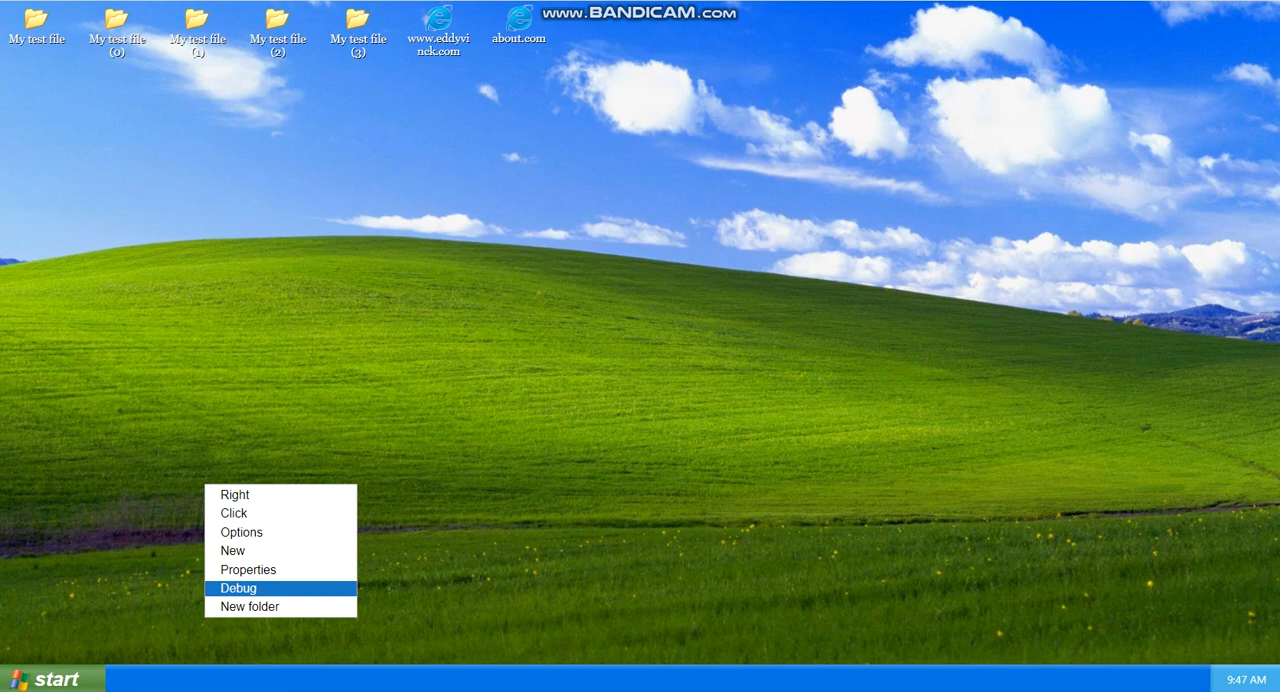 www.BANDICAM.com
My test file
My test file
(0)
My test file
(1)
My test file
(2)
My test file
(3)
www.eddyvi
nck.com
about.com
Right
Click
Options
New
Properties
Debug
New folder
start
9:47 AM